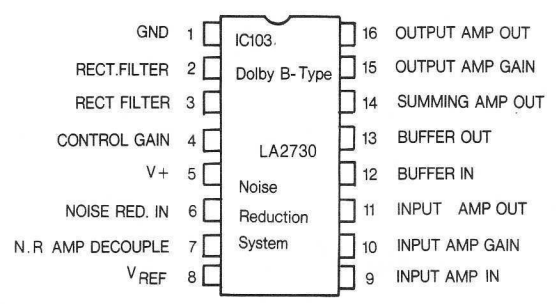 GND 1
RECT.FILTER 2
RECT FILTER 3
CONTROL GAIN 4
V+ 5
NOISE RED. IN 6
N.R AMP DECOUPLE 7
VREF 8
IC103
Dolby B-Type
LA2730
Noise
Reduction
System
16 OUTPUT AMP OUT
15 OUTPUT AMP GAIN
14 SUMMING AMP OUT
13 BUFFER OUT
12 BUFFER IN
11 INPUT AMP OUT
10 INPUT AMP GAIN
9 INPUT AMP IN